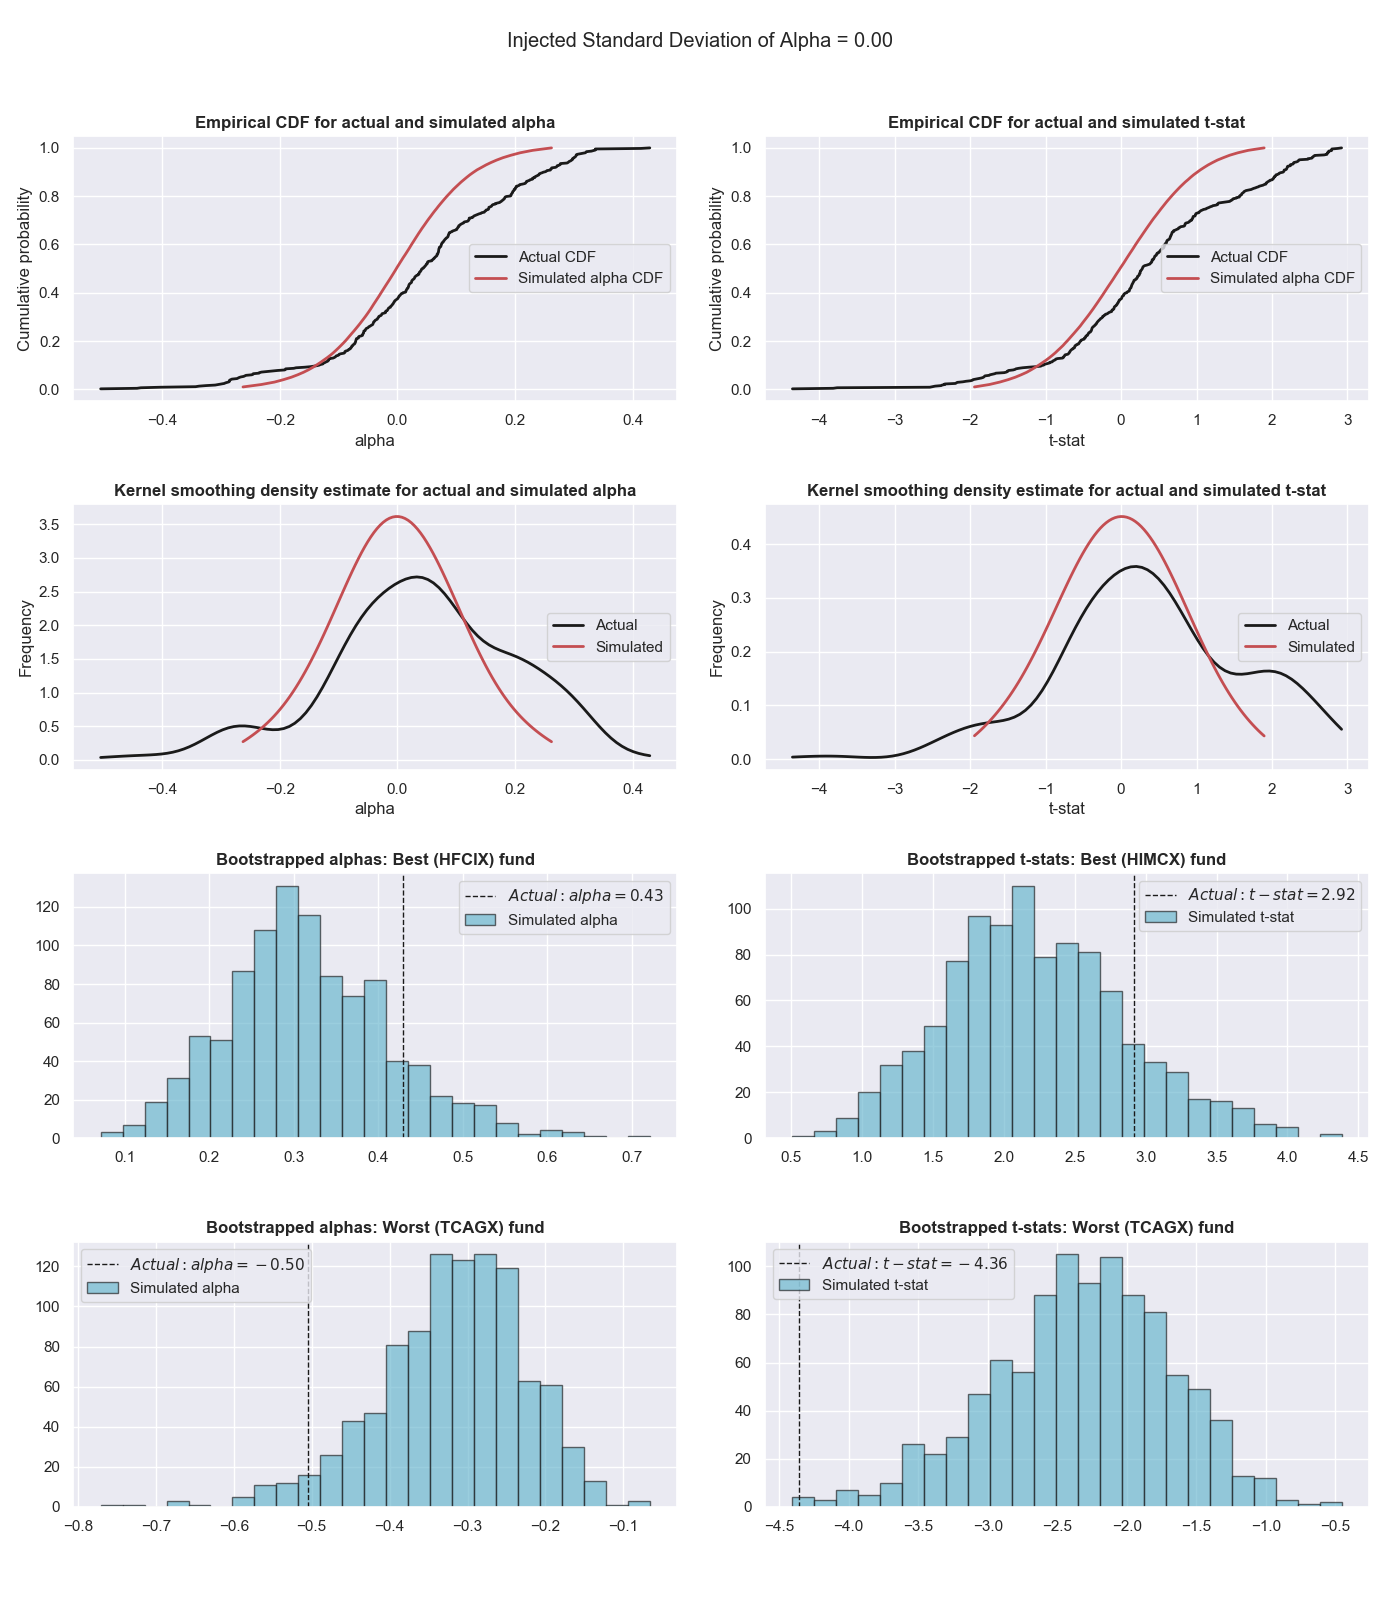 Injected Standard Deviation of Alpha = 0.00
Empirical CDF for actual and simulated alpha
Cumulative probability
1.0
0.8
0.6
0.4
0.2
0.0
Actual CDF
Simulated alpha CDF
−0.4 −0.2 0.0 0.2 0.4
alpha
Empirical CDF for actual and simulated t-stat
Cumulative probability
1.0
0.8
0.6
0.4
0.2
0.0
Actual CDF
Simulated alpha CDF
−4 −3 −2 −1 0 1 2 3
t-stat
Kernel smoothing density estimate for actual and simulated alpha
Frequency
3.5
3.0
2.5
2.0
1.5
1.0
0.5
0.0
Actual
Simulated
−0.4 −0.2 0.0 0.2 0.4
alpha
Kernel smoothing density estimate for actual and simulated t-stat
Frequency
0.4
0.3
0.2
0.1
0.0
Actual
Simulated
−4 −3 −2 −1 0 1 2 3
t-stat
Bootstrapped alphas: Best (HFCIX) fund
120
100
80
60
40
20
0
Actual : alpha = 0.43
Simulated alpha
0.1 0.2 0.3 0.4 0.5 0.6 0.7
Bootstrapped t-stats: Best (HIMCX) fund
100
80
60
40
20
0
Actual : t − stat = 2.92
Simulated t-stat
0.5 1.0 1.5 2.0 2.5 3.0 3.5 4.0 4.5
Bootstrapped alphas: Worst (TCAGX) fund
120
100
80
60
40
20
0
Actual : alpha = − 0.50
Simulated alpha
−0.8 −0.7 −0.6 −0.5 −0.4 −0.3 −0.2 −0.1
Bootstrapped t-stats: Worst (TCAGX) fund
100
80
60
40
20
0
Actual : t − stat = − 4.36
Simulated t-stat
−4.5 −4.0 −3.5 −3.0 −2.5 −2.0 −1.5 −1.0 −0.5